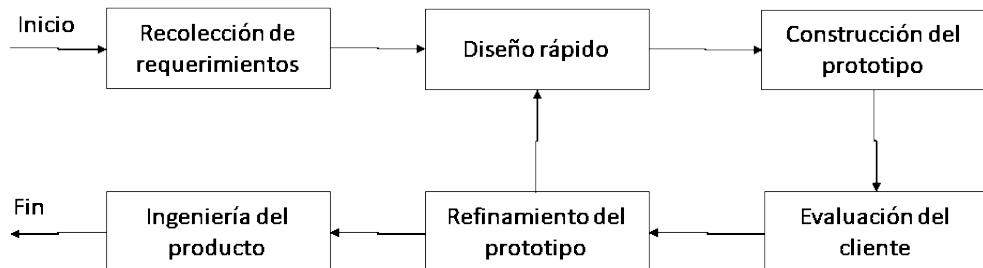 Inicio
Recolección de
requerimientos
Diseño rápido
Construcción del
prototipo
Fin
Ingeniería del
producto
Refinamiento del
prototipo
Evaluación del
cliente